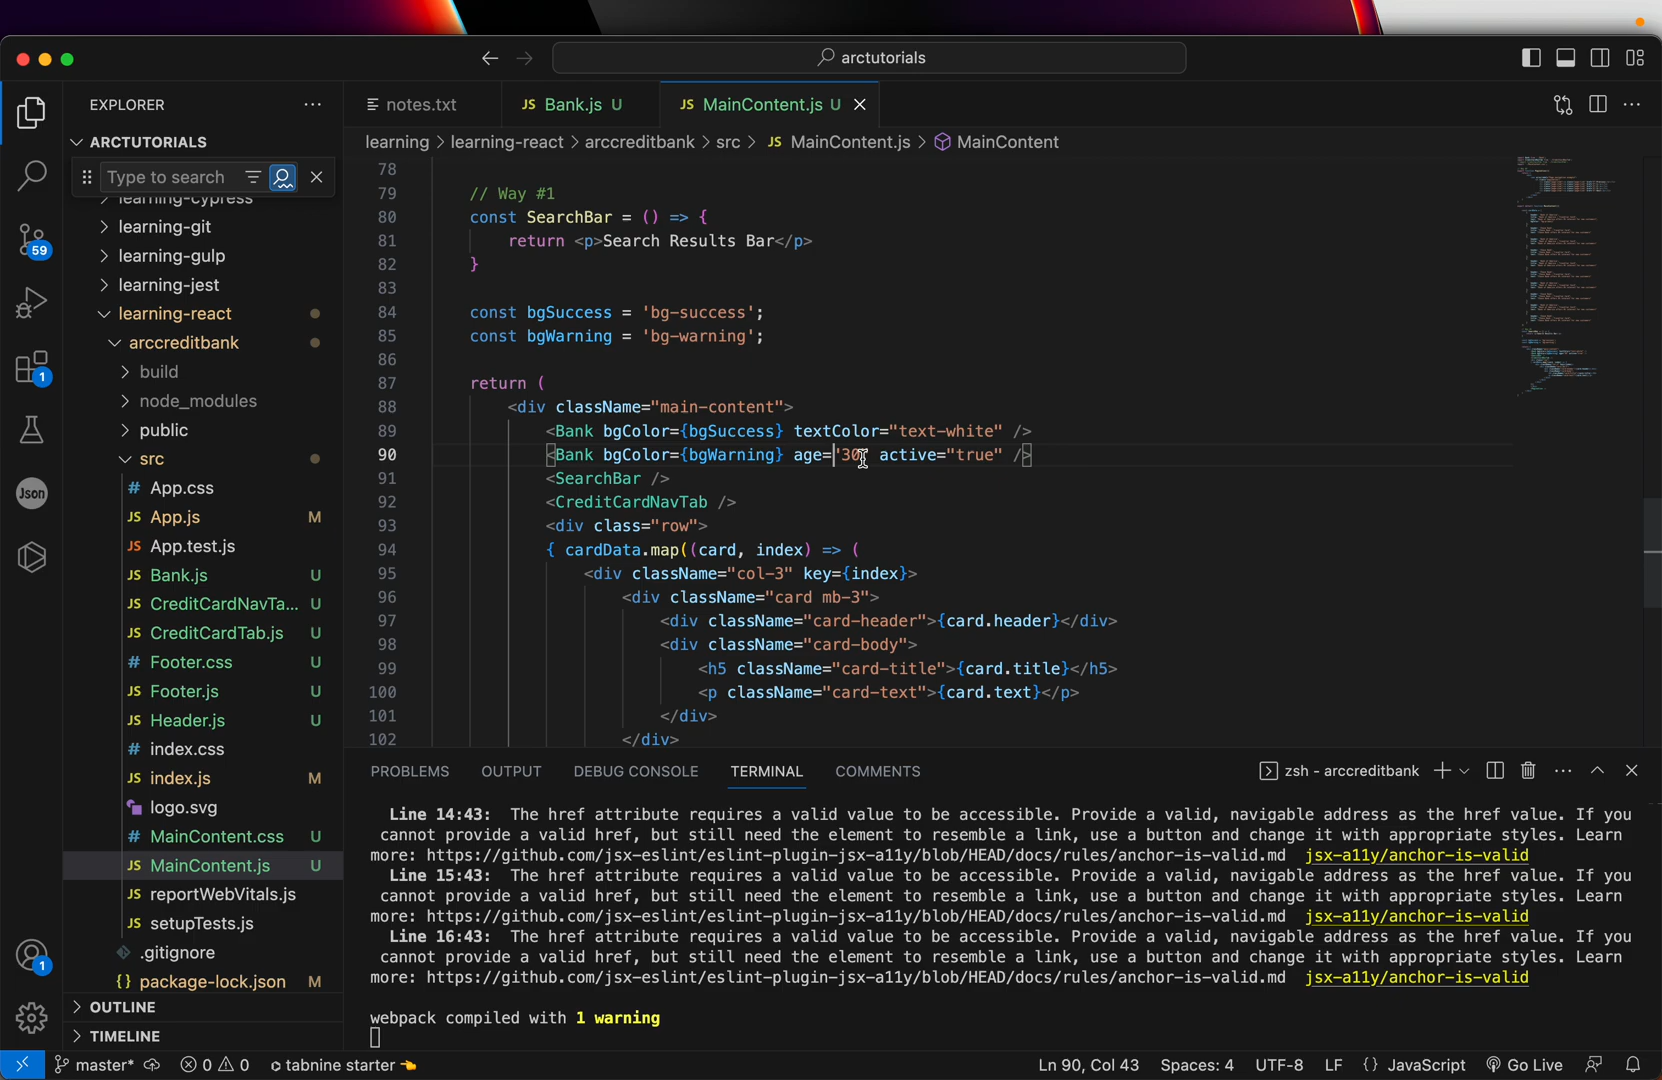 arctutorials
EXPLORER
notes.txt
JS Bank.js U
JS MainContent.js U
ARCTUTORIALS
Type to search
learning-cypress
learning-git
learning-gulp
learning-jest
learning-react
arccreditbank
build
node_modules
public
src
# App.css
JS App.js M
JS App.test.js
JS Bank.js U
JS CreditCardNavTa... U
JS CreditCardTab.js U
# Footer.css U
JS Footer.js U
JS Header.js U
# index.css
JS index.js M
logo.svg
# MainContent.css U
JS MainContent.js U
JS reportWebVitals.js
JS setupTests.js
.gitignore
{} package-lock.json M
OUTLINE
TIMELINE
59
1
Json
1
learning > learning-react > arccreditbank > src > JS MainContent.js > MainContent
78
79 // Way #1
80 const SearchBar = () => {
81 return <p>Search Results Bar</p>
82 }
83
84 const bgSuccess = 'bg-success';
85 const bgWarning = 'bg-warning';
86
87 return (
88 <div className="main-content">
89 <Bank bgColor={bgSuccess} textColor="text-white" />
90 <Bank bgColor={bgWarning} age="30" active="true" />
91 <SearchBar />
92 <CreditCardNavTab />
93 <div class="row">
94 { cardData.map((card, index) => (
95 <div className="col-3" key={index}>
96 <div className="card mb-3">
97 <div className="card-header">{card.header}</div>
98 <div className="card-body">
99 <h5 className="card-title">{card.title}</h5>
100 <p className="card-text">{card.text}</p>
101 </div>
102 </div>
PROBLEMS OUTPUT DEBUG CONSOLE TERMINAL COMMENTS
zsh - arccreditbank
Line 14:43: The href attribute requires a valid value to be accessible. Provide a valid, navigable address as the href value. If you
cannot provide a valid href, but still need the element to resemble a link, use a button and change it with appropriate styles. Learn
more: https://github.com/jsx-eslint/eslint-plugin-jsx-a11y/blob/HEAD/docs/rules/anchor-is-valid.md jsx-a11y/anchor-is-valid
Line 15:43: The href attribute requires a valid value to be accessible. Provide a valid, navigable address as the href value. If you
cannot provide a valid href, but still need the element to resemble a link, use a button and change it with appropriate styles. Learn
more: https://github.com/jsx-eslint/eslint-plugin-jsx-a11y/blob/HEAD/docs/rules/anchor-is-valid.md jsx-a11y/anchor-is-valid
Line 16:43: The href attribute requires a valid value to be accessible. Provide a valid, navigable address as the href value. If you
cannot provide a valid href, but still need the element to resemble a link, use a button and change it with appropriate styles. Learn
more: https://github.com/jsx-eslint/eslint-plugin-jsx-a11y/blob/HEAD/docs/rules/anchor-is-valid.md jsx-a11y/anchor-is-valid
webpack compiled with 1 warning
master* 0 0 tabnine starter Ln 90, Col 43 Spaces: 4 UTF-8 LF {} JavaScript Go Live